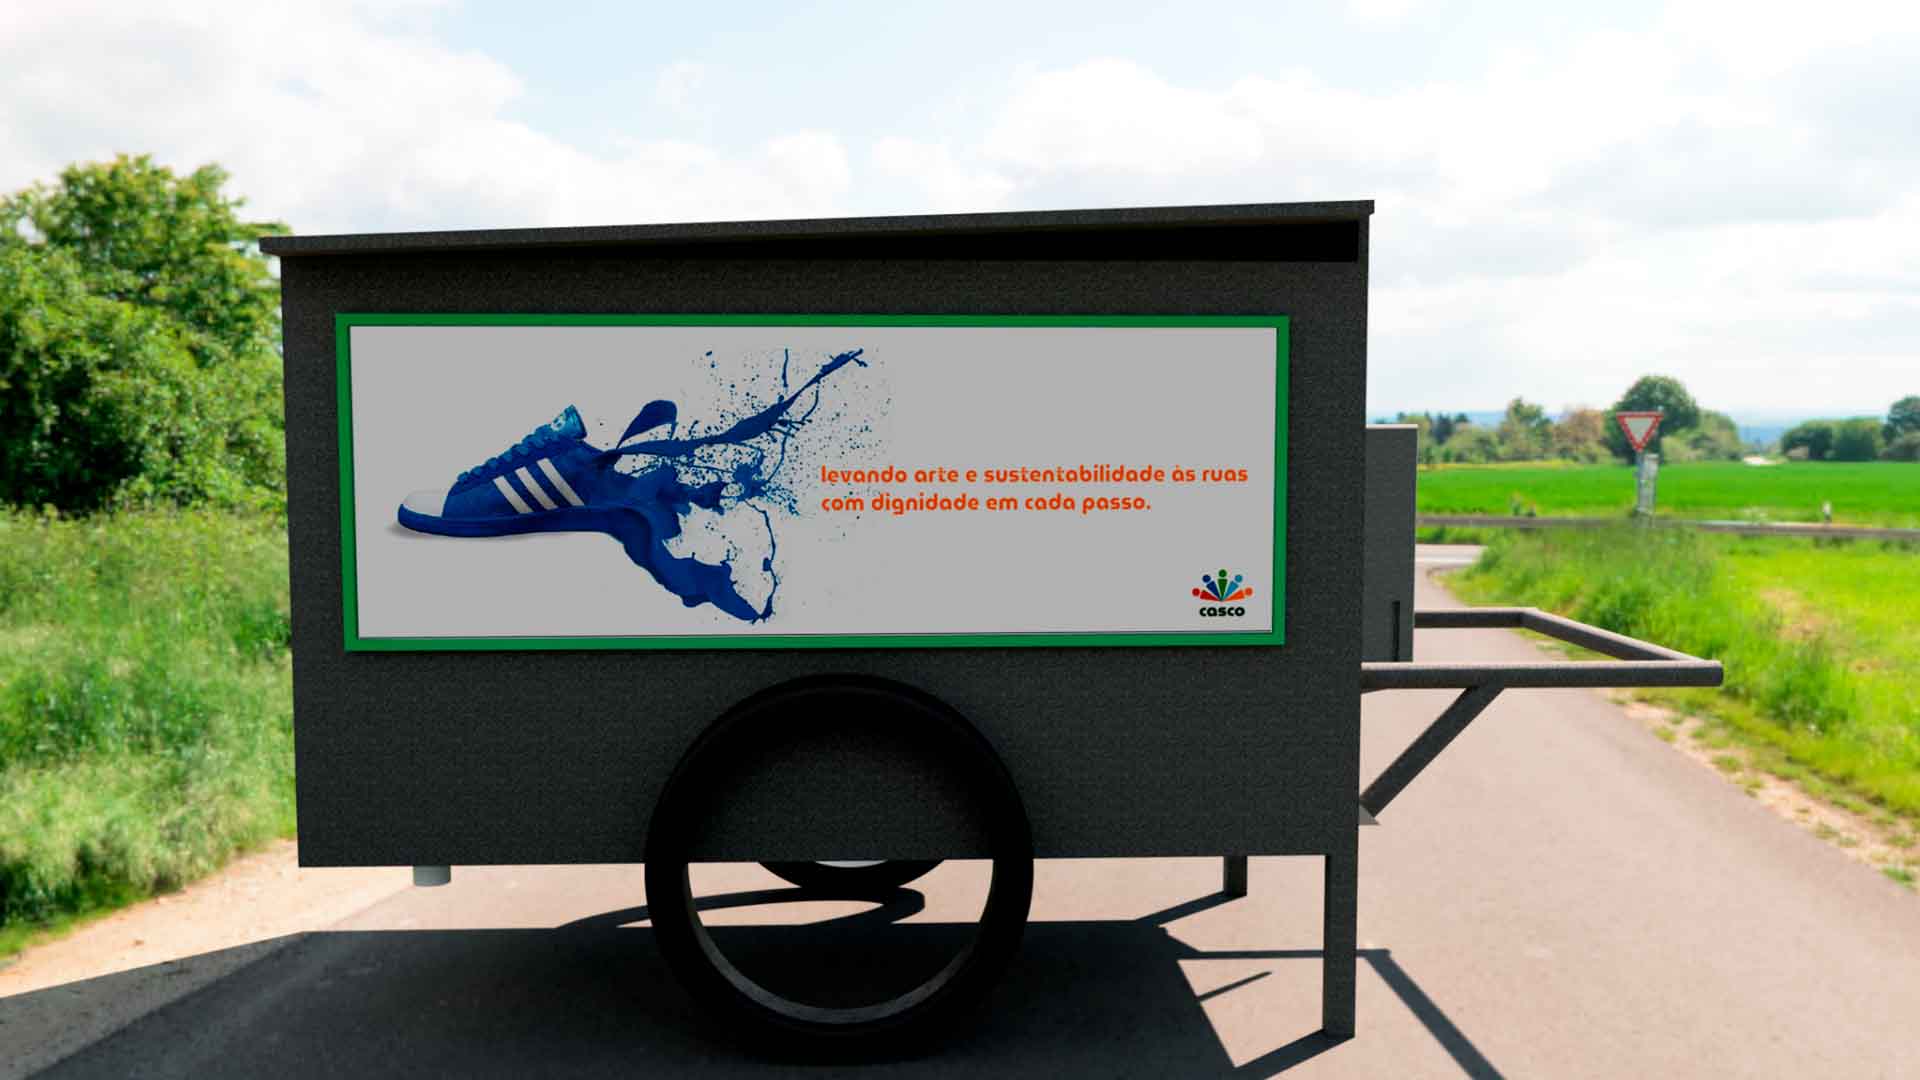 levando arte e sustentabilidade às ruas
com dignidade em cada passo.
casco